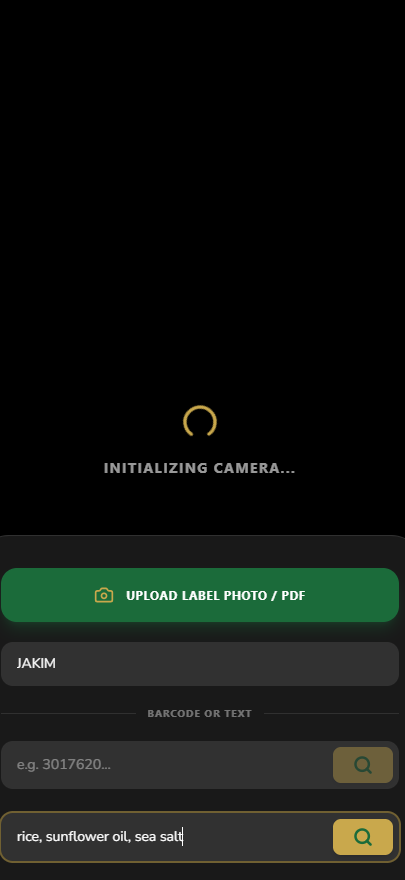 INITIALIZING CAMERA...
UPLOAD LABEL PHOTO / PDF
JAKIM
BARCODE OR TEXT
e.g. 3017620...
rice, sunflower oil, sea salt